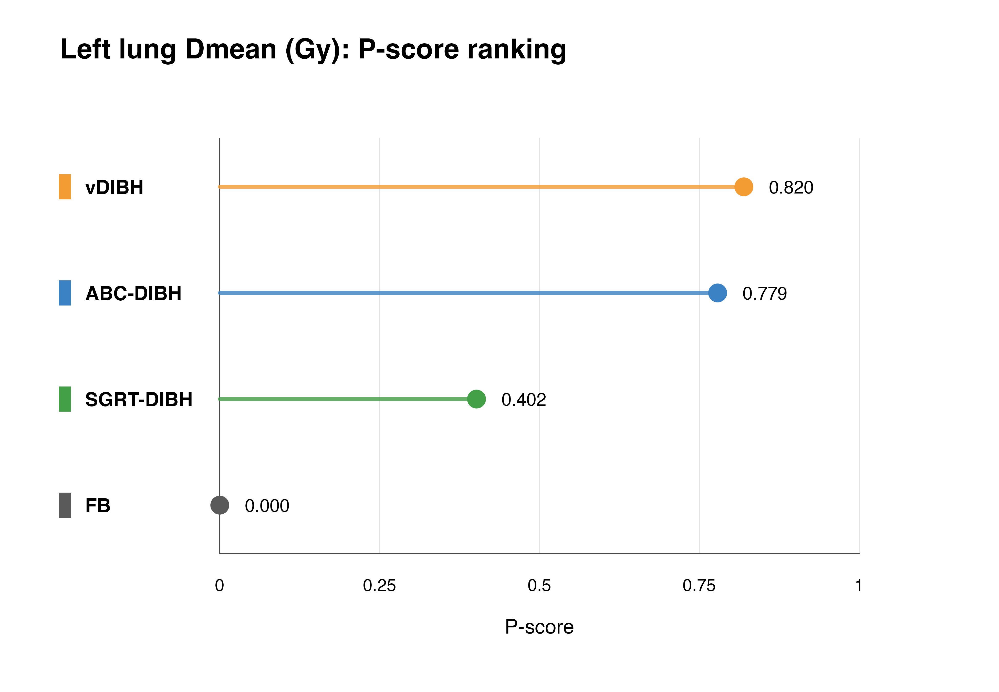 Left lung Dmean (Gy): P-score ranking
vDIBH 0.820
ABC-DIBH 0.779
SGRT-DIBH 0.402
FB 0.000
0 0.25 0.5 0.75 1
P-score